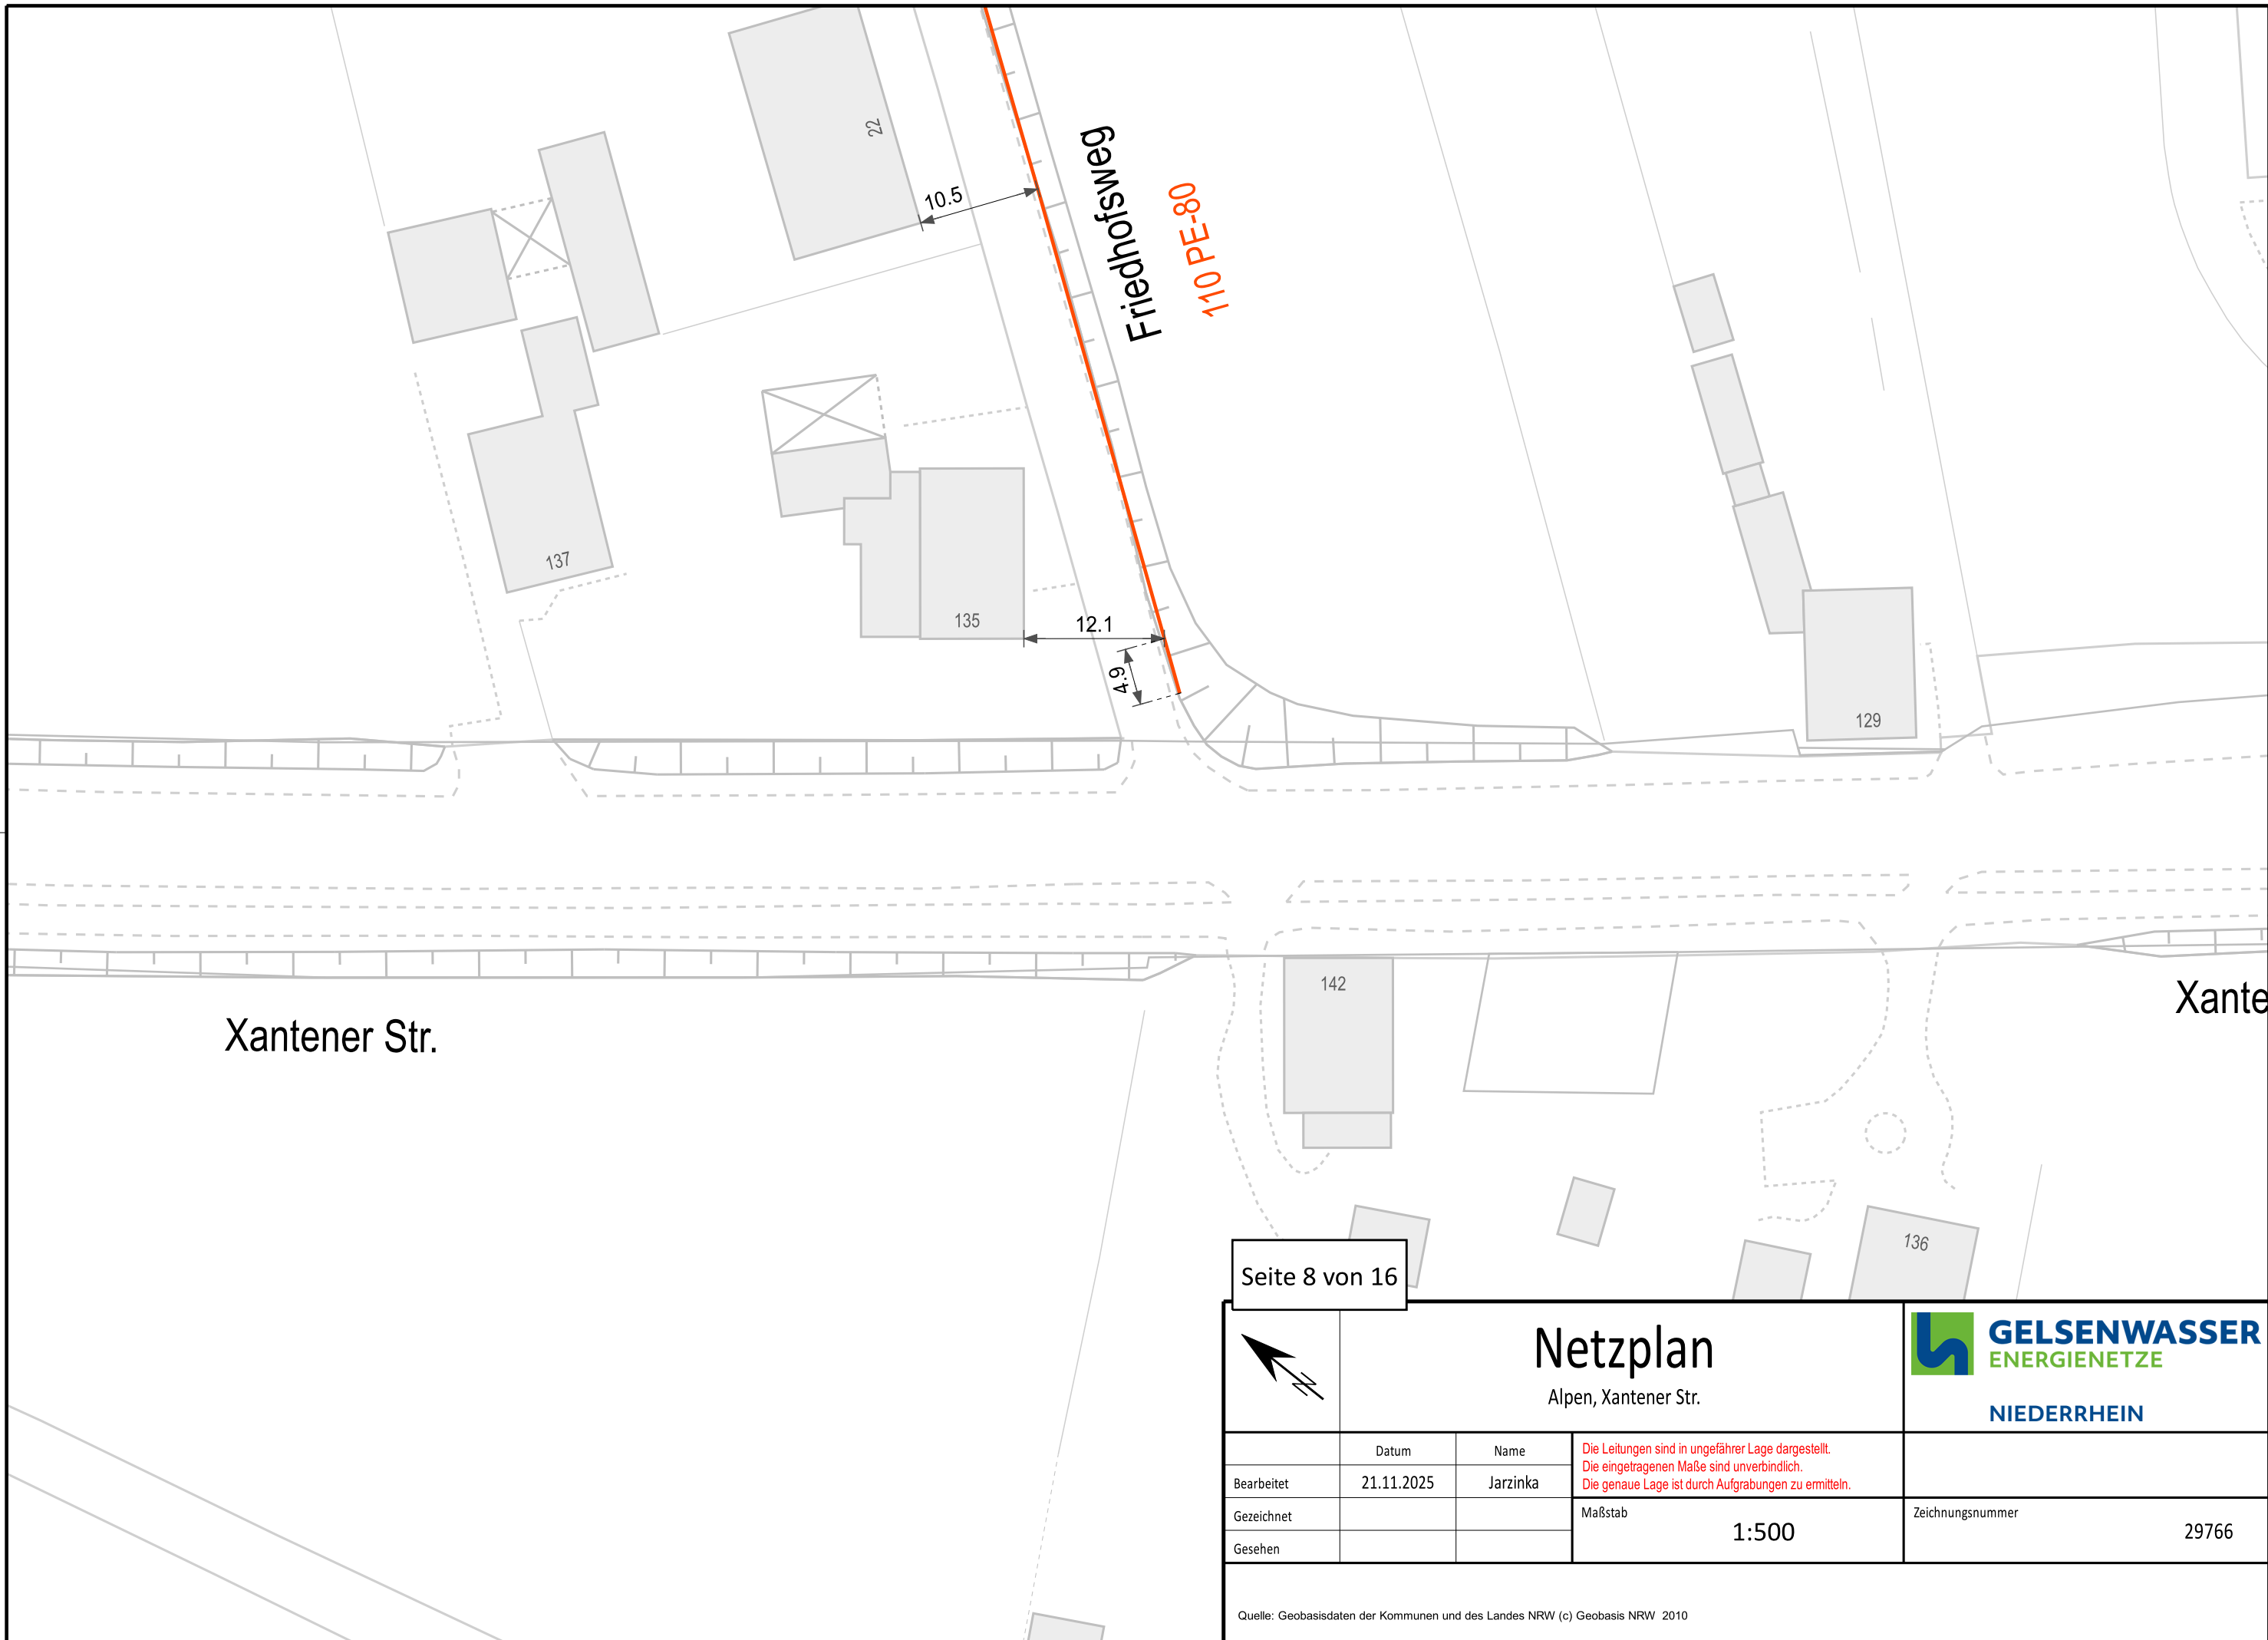 22
10.5
Friedhofsweg
110 PE-80
137
135
12.1
4.9
129
142
Xantener Str.
Xante
136
Seite 8 von 16
Netzplan
Alpen, Xantener Str.
GELSENWASSER
ENERGIENETZE
NIEDERRHEIN
N
Datum Name
Bearbeitet 21.11.2025 Jarzinka
Gezeichnet
Gesehen
Die Leitungen sind in ungefährer Lage dargestellt.
Die eingetragenen Maße sind unverbindlich.
Die genaue Lage ist durch Aufgrabungen zu ermitteln.
Maßstab
1:500
Zeichnungsnummer
29766
Quelle: Geobasisdaten der Kommunen und des Landes NRW (c) Geobasis NRW 2010